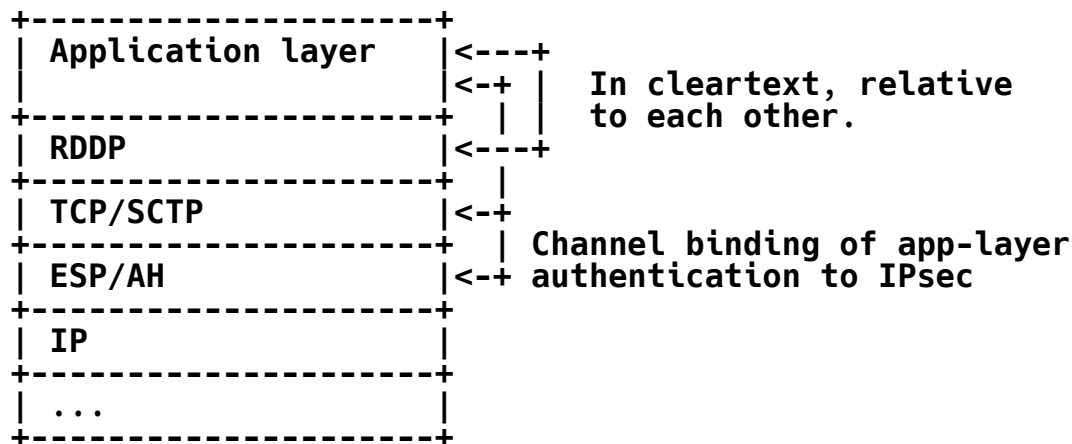 +---------------------+
| Application layer   |<---+
|                     |<-+ |  In cleartext, relative
+---------------------+  | |  to each other.
| RDDP                |<---+
+---------------------+  |
| TCP/SCTP            |<-+
+---------------------+  | Channel binding of app-layer
| ESP/AH              |<-+ authentication to IPsec
+---------------------+
| IP                  |
+---------------------+
| ...                 |
+---------------------+